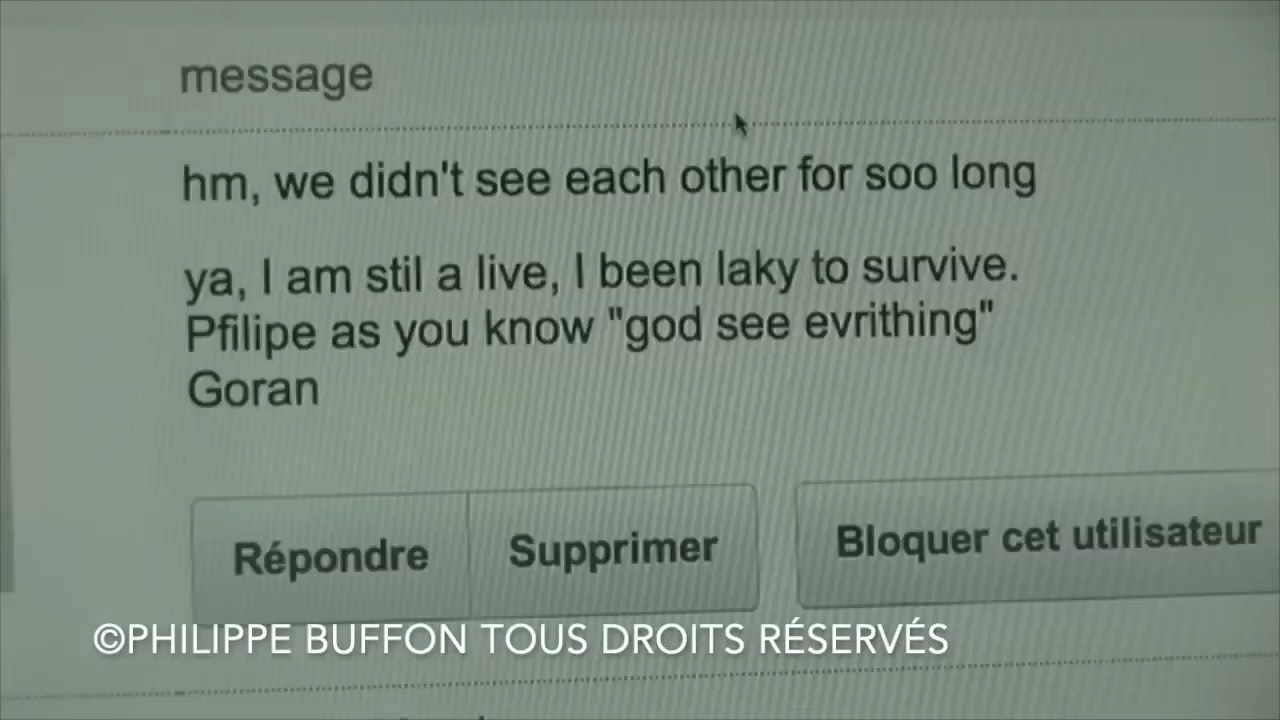 message
hm, we didn't see each other for soo long
ya, I am stil a live, I been laky to survive.
Pfilipe as you know "god see evrithing"
Goran
Répondre Supprimer Bloquer cet utilisateur
©PHILIPPE BUFFON TOUS DROITS RÉSERVÉS